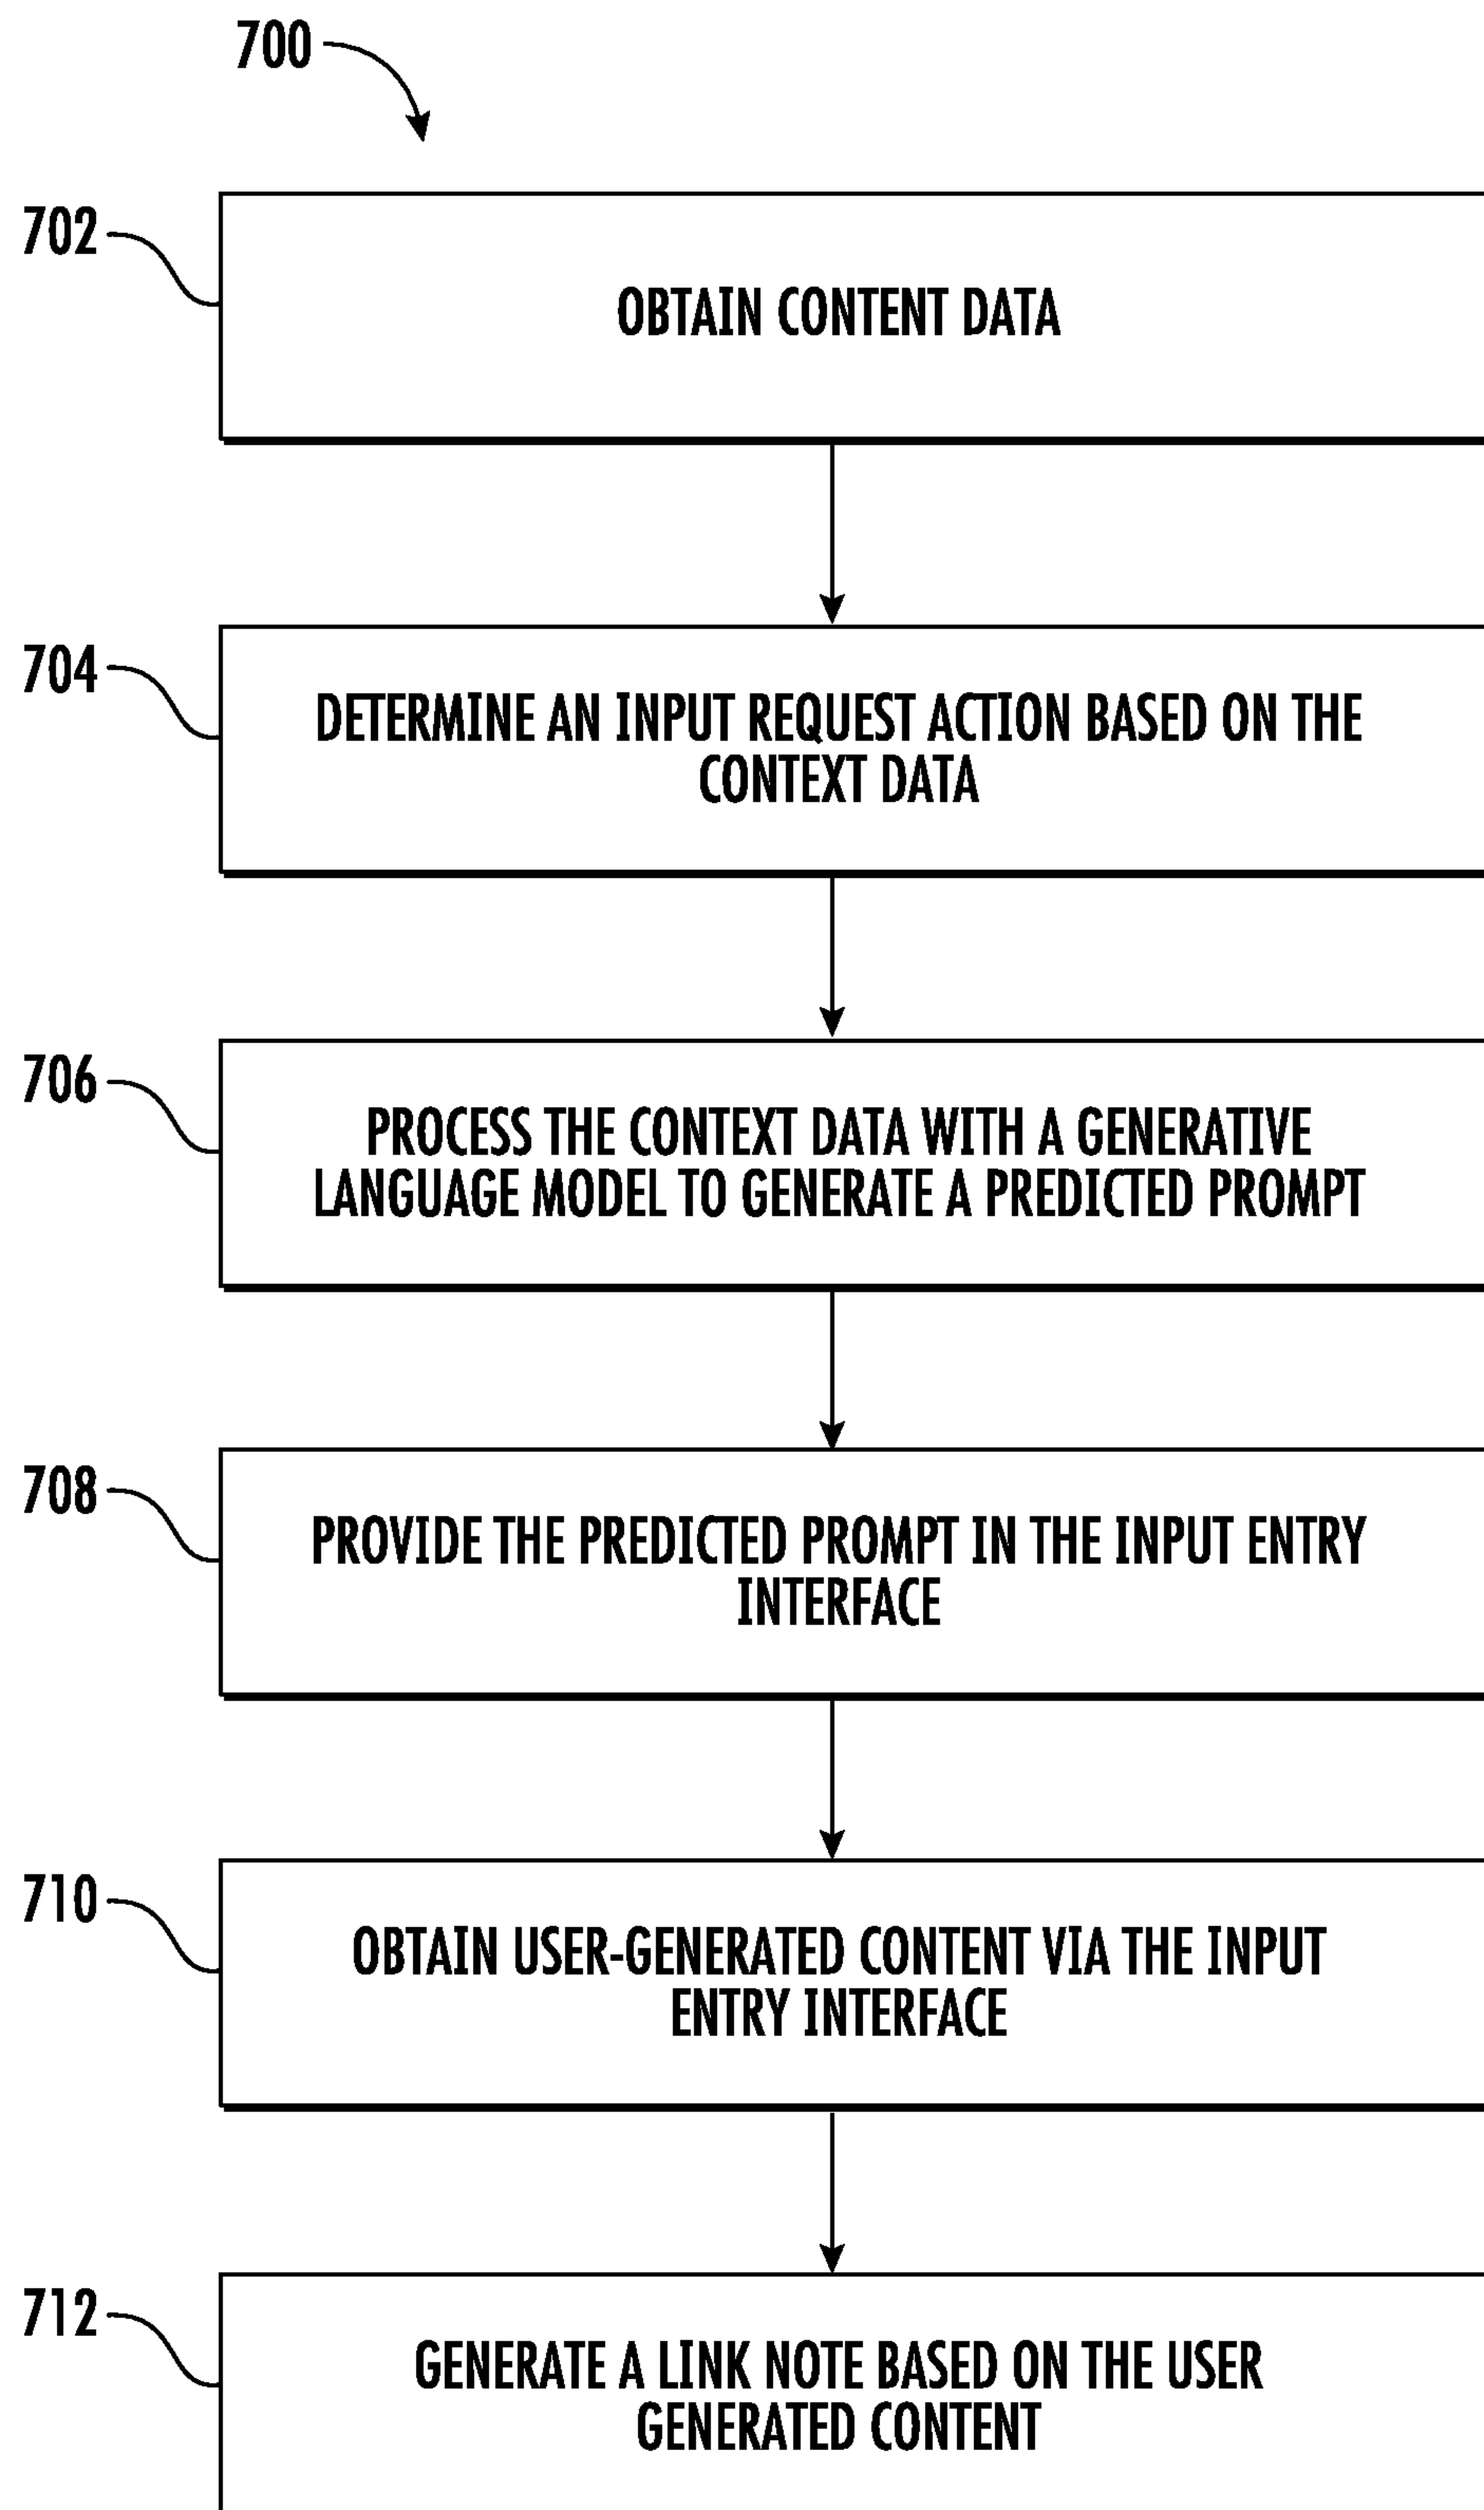 700
702
OBTAIN CONTENT DATA
704
DETERMINE AN INPUT REQUEST ACTION BASED ON THE
CONTEXT DATA
706
PROCESS THE CONTEXT DATA WITH A GENERATIVE
LANGUAGE MODEL TO GENERATE A PREDICTED PROMPT
708
PROVIDE THE PREDICTED PROMPT IN THE INPUT ENTRY
INTERFACE
710
OBTAIN USER-GENERATED CONTENT VIA THE INPUT
ENTRY INTERFACE
712
GENERATE A LINK NOTE BASED ON THE USER
GENERATED CONTENT